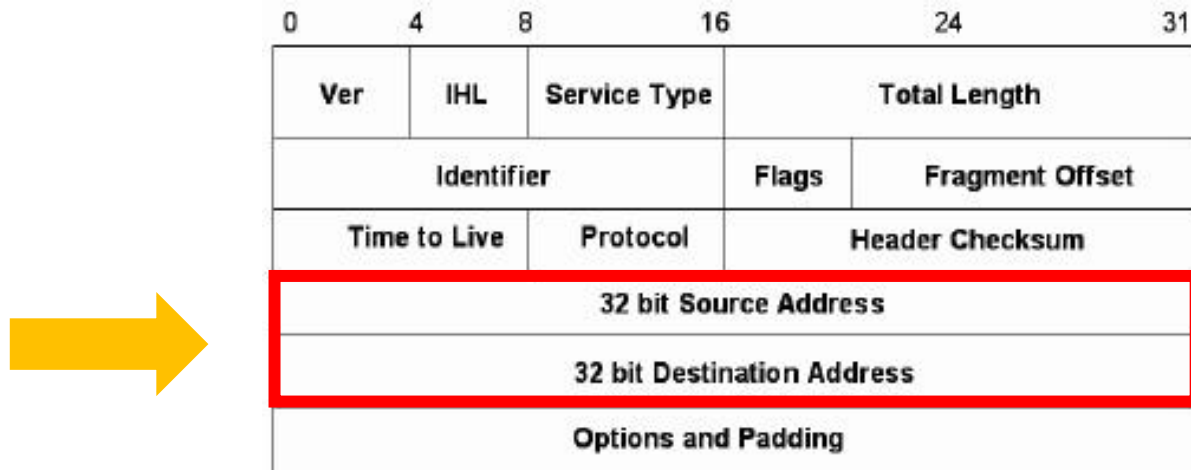 0 4 8 16 24 31
Ver IHL Service Type Total Length
Identifier Flags Fragment Offset
Time to Live Protocol Header Checksum
32 bit Source Address
32 bit Destination Address
Options and Padding